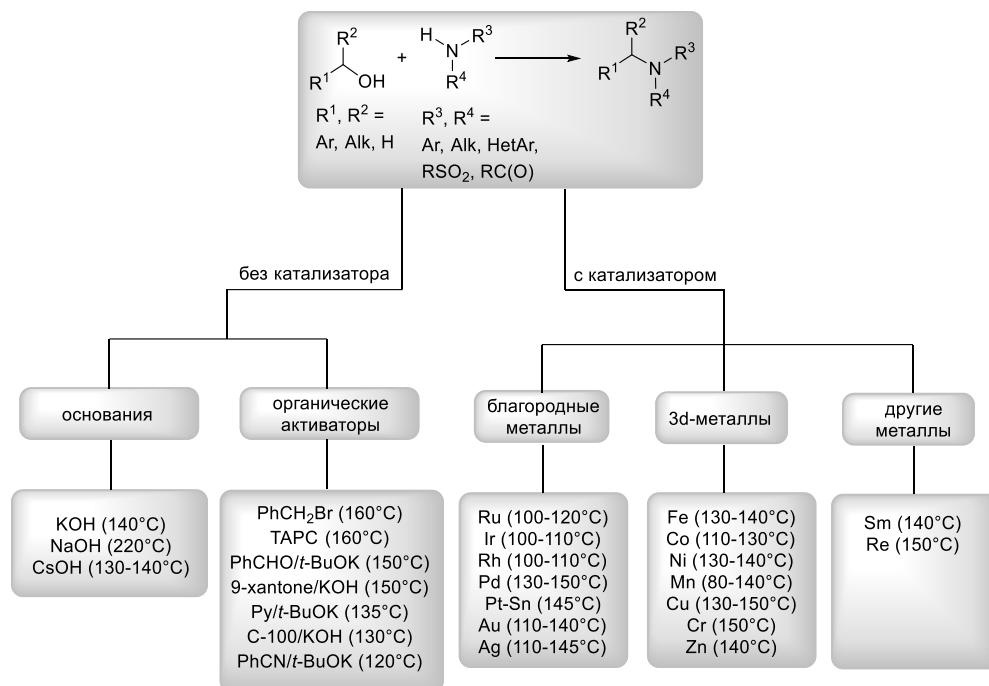 R² H R³ R² R³
N
+
R¹ OH R⁴ R¹ N R⁴
R¹, R² =
Ar, Alk, H
R³, R⁴ =
Ar, Alk, HetAr,
RSO₂, RC(O)
без катализатора
с катализатором
основания
KOH (140°C)
NaOH (220°C)
CsOH (130-140°C)
органические
активаторы
PhCH₂Br (160°C)
TAPC (160°C)
PhCHO/t-BuOK (150°C)
9-xantone/KOH (150°C)
Py/t-BuOK (135°C)
C-100/KOH (130°C)
PhCN/t-BuOK (120°C)
благородные
металлы
Ru (100-120°C)
Ir (100-110°C)
Rh (100-110°C)
Pd (130-150°C)
Pt-Sn (145°C)
Au (110-140°C)
Ag (110-145°C)
3d-металлы
Fe (130-140°C)
Co (110-130°C)
Ni (130-140°C)
Mn (80-140°C)
Cu (130-150°C)
Cr (150°C)
Zn (140°C)
другие
металлы
Sm (140°C)
Re (150°C)